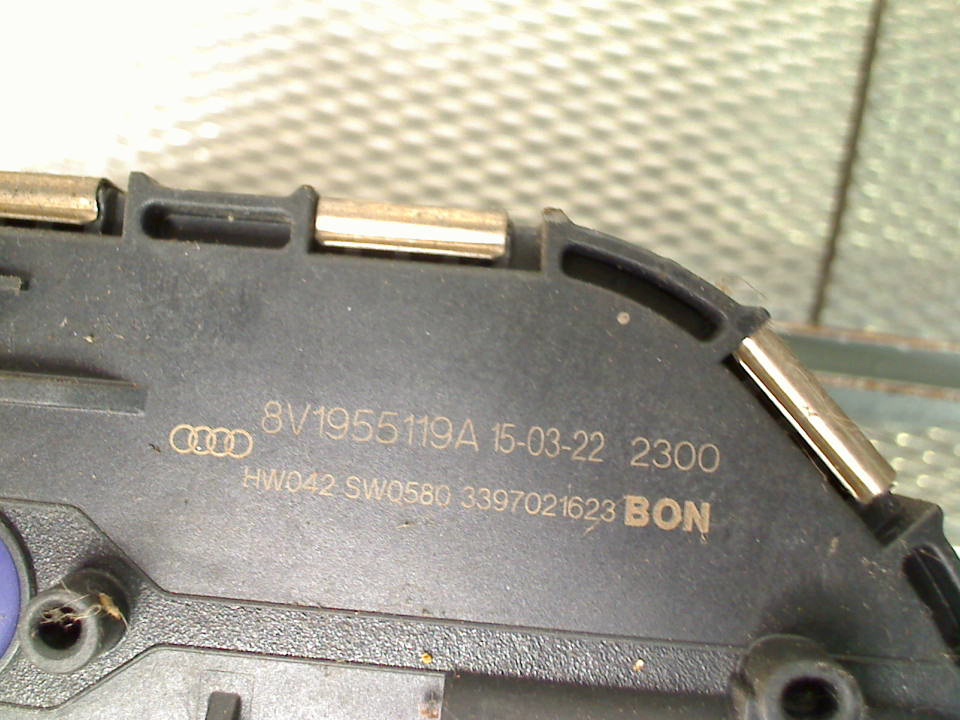 8V1955119A 15-03-22 2300
HW042 SW0580 3397021623 BON